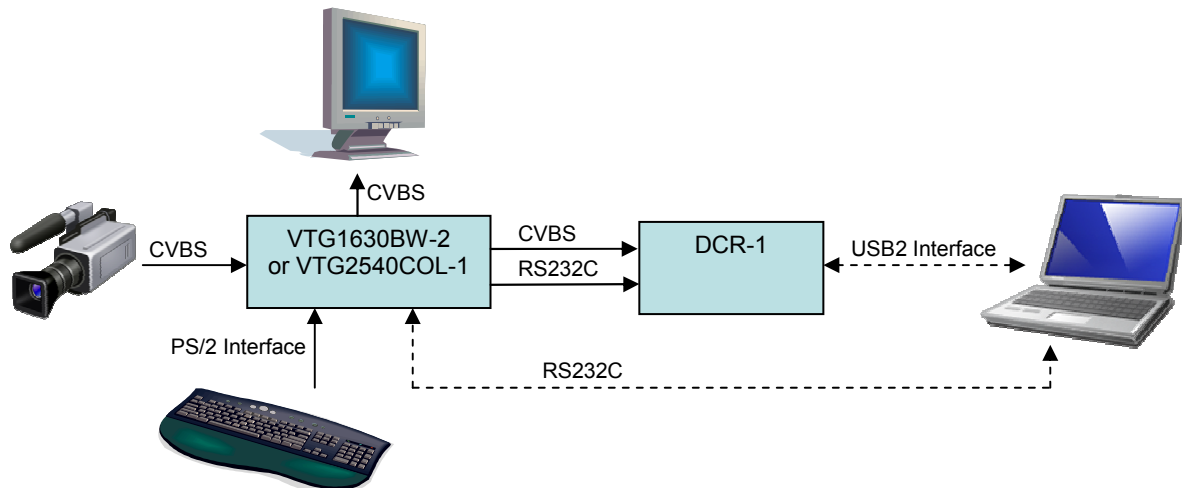 CVBS
CVBS
VTG1630BW-2
or VTG2540COL-1
CVBS
RS232C
DCR-1
USB2 Interface
PS/2 Interface
RS232C